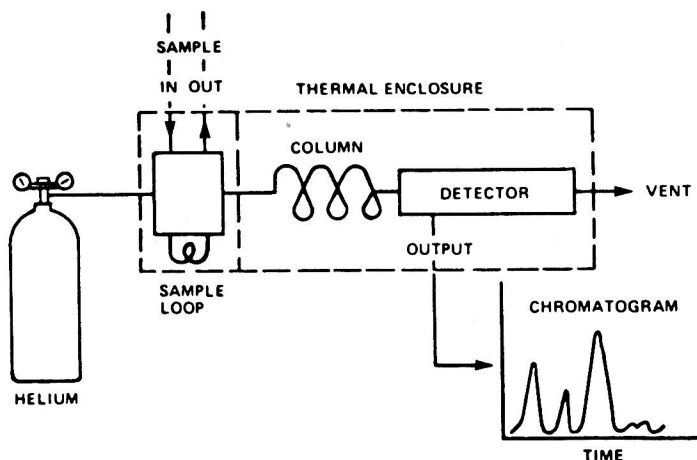 SAMPLE
IN OUT
THERMAL ENCLOSURE
COLUMN
DETECTOR
VENT
OUTPUT
SAMPLE
LOOP
CHROMATOGRAM
HELIUM
TIME